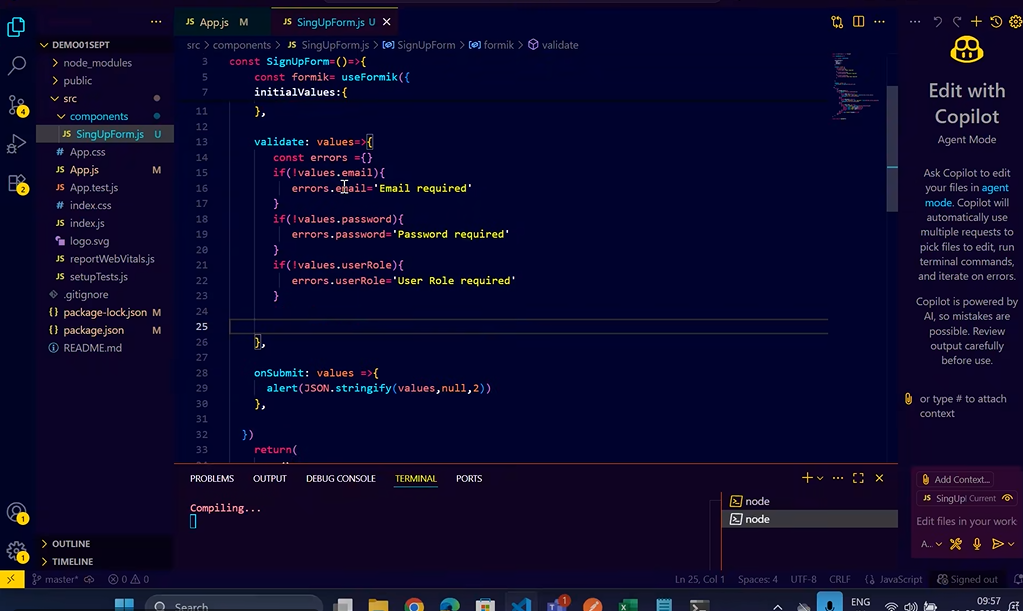 DEMO01SEPT
node_modules
public
src
components
JS SingUpForm.js U
# App.css
JS App.js M
JS App.test.js
# index.css
JS index.js
logo.svg
JS reportWebVitals.js
JS setupTests.js
.gitignore
{} package-lock.json M
{} package.json M
README.md
OUTLINE
TIMELINE
4
2
1
1
JS App.js M
JS SingUpForm.js U
src > components > JS SingUpForm.js > SignUpForm > formik > validate
3 const SignUpForm=()=>{
5 const formik= useFormik({
7 initialValues:{
11 },
12
13 validate: values=>{
14 const errors ={}
15 if(!values.email){
16 errors.email='Email required'
17 }
18 if(!values.password){
19 errors.password='Password required'
20 }
21 if(!values.userRole){
22 errors.userRole='User Role required'
23 }
24
25
26 },
27
28 onSubmit: values =>{
29 alert(JSON.stringify(values,null,2))
30 },
31
32 })
33 return(
PROBLEMS OUTPUT DEBUG CONSOLE TERMINAL PORTS
Compiling...
node
node
Edit with
Copilot
Agent Mode
Ask Copilot to edit
your files in agent
mode. Copilot will
automatically use
multiple requests to
pick files to edit, run
terminal commands,
and iterate on errors.
Copilot is powered by
AI, so mistakes are
possible. Review
output carefully
before use.
or type # to attach
context
Add Context...
JS SingUp Current
Edit files in your work
A...
master* 0 0
Ln 25, Col 1 Spaces: 4 UTF-8 CRLF {} JavaScript Signed out
Search
1
ENG
09:57